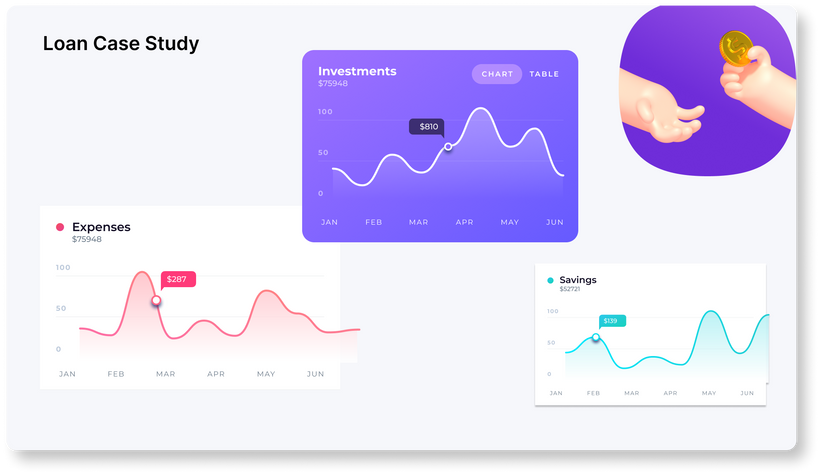 Loan Case Study
Investments
$75948
CHART TABLE
100
$810
50
0
JAN FEB MAR APR MAY JUN
Expenses
$75948
100
$287
50
0
JAN FEB MAR APR MAY JUN
Savings
$52721
100
$139
50
0
JAN FEB MAR APR MAY JUN